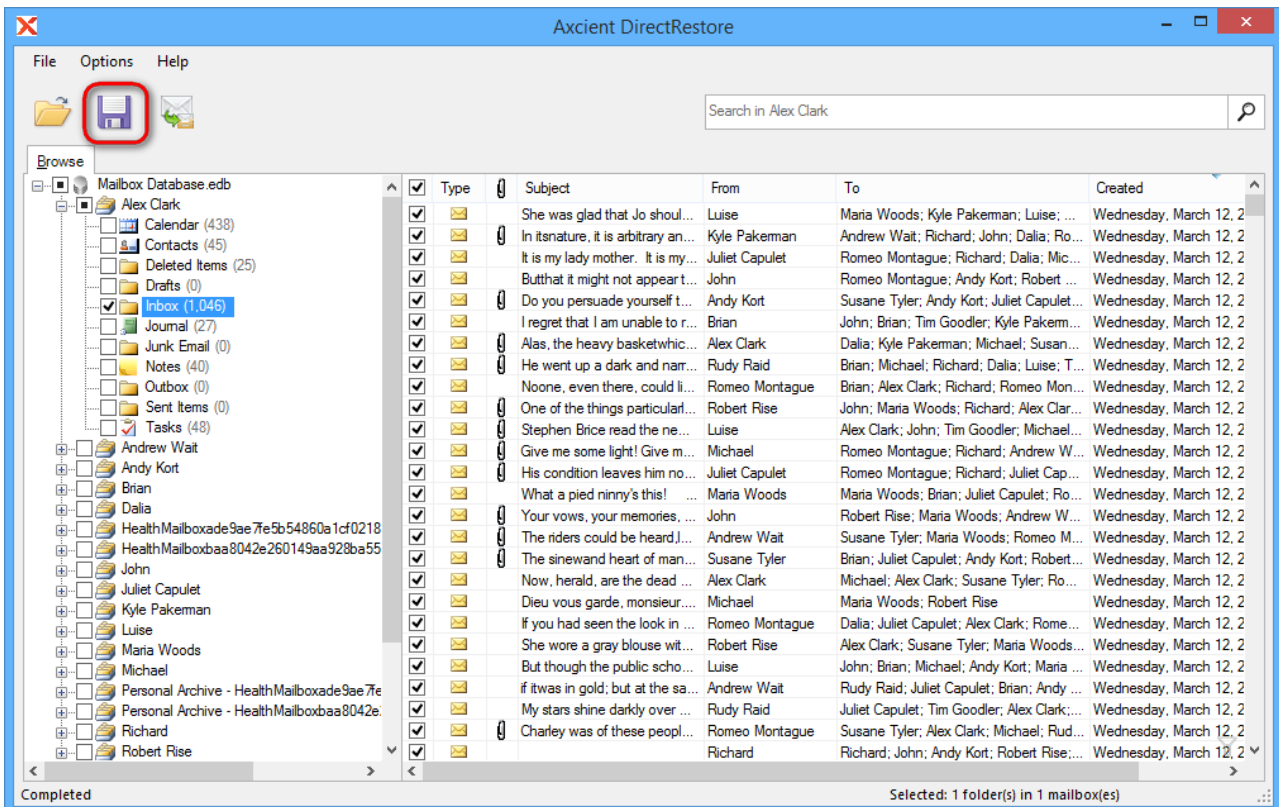 Axcient DirectRestore
File Options Help
Search in Alex Clark
Browse
Mailbox Database.edb
Alex Clark
Calendar (438)
Contacts (45)
Deleted Items (25)
Drafts (0)
Inbox (1,046)
Journal (27)
Junk Email (0)
Notes (40)
Outbox (0)
Sent Items (0)
Tasks (48)
Andrew Wait
Andy Kort
Brian
Dalia
HealthMailboxade9ae7fe5b54860a1cf0218
HealthMailboxbaa8042e260149aa928ba55
John
Juliet Capulet
Kyle Pakerman
Luise
Maria Woods
Michael
Personal Archive - HealthMailboxade9ae7fe
Personal Archive - HealthMailboxbaa8042e
Richard
Robert Rise
Type Subject From To Created
She was glad that Jo shoul... Luise Maria Woods; Kyle Pakerman; Luise; ... Wednesday, March 12, 2
In itsnature, it is arbitrary an... Kyle Pakerman Andrew Wait; Richard; John; Dalia; Ro... Wednesday, March 12, 2
It is my lady mother. It is my... Juliet Capulet Romeo Montague; Richard; Dalia; Mic... Wednesday, March 12, 2
Butthat it might not appear t... John Romeo Montague; Andy Kort; Robert ... Wednesday, March 12, 2
Do you persuade yourself t... Andy Kort Susane Tyler; Andy Kort; Juliet Capulet... Wednesday, March 12, 2
I regret that I am unable to r... Brian John; Brian; Tim Goodler; Kyle Pakerm... Wednesday, March 12, 2
Alas, the heavy basketwhic... Alex Clark Dalia; Kyle Pakerman; Michael; Susan... Wednesday, March 12, 2
He went up a dark and narr... Rudy Raid Brian; Michael; Richard; Dalia; Luise; T... Wednesday, March 12, 2
Noone, even there, could li... Romeo Montague Brian; Alex Clark; Richard; Romeo Mon... Wednesday, March 12, 2
One of the things particularl... Robert Rise John; Maria Woods; Richard; Alex Clar... Wednesday, March 12, 2
Stephen Brice read the ne... Luise Alex Clark; John; Tim Goodler; Michael... Wednesday, March 12, 2
Give me some light! Give m... Michael Romeo Montague; Richard; Andrew W... Wednesday, March 12, 2
His condition leaves him no... Juliet Capulet Romeo Montague; Richard; Juliet Cap... Wednesday, March 12, 2
What a pied ninny's this! ... Maria Woods Maria Woods; Brian; Juliet Capulet; Ro... Wednesday, March 12, 2
Your vows, your memories, ... John Robert Rise; Maria Woods; Andrew W... Wednesday, March 12, 2
The riders could be heard,I... Andrew Wait Susane Tyler; Maria Woods; Romeo M... Wednesday, March 12, 2
The sinewand heart of man... Susane Tyler Brian; Juliet Capulet; Andy Kort; Robert... Wednesday, March 12, 2
Now, herald, are the dead ... Alex Clark Michael; Alex Clark; Susane Tyler; Ro... Wednesday, March 12, 2
Dieu vous garde, monsieur.... Michael Maria Woods; Robert Rise Wednesday, March 12, 2
If you had seen the look in ... Romeo Montague Dalia; Juliet Capulet; Alex Clark; Rome... Wednesday, March 12, 2
She wore a gray blouse wit... Robert Rise Alex Clark; Susane Tyler; Maria Woods... Wednesday, March 12, 2
But though the public scho... Luise John; Brian; Michael; Andy Kort; Maria ... Wednesday, March 12, 2
if itwas in gold; but at the sa... Andrew Wait Rudy Raid; Juliet Capulet; Brian; Andy ... Wednesday, March 12, 2
My stars shine darkly over ... Rudy Raid Juliet Capulet; Tim Goodler; Alex Clark;... Wednesday, March 12, 2
Charley was of these peopl... Romeo Montague Susane Tyler; Alex Clark; Michael; Rud... Wednesday, March 12, 2
Richard Richard; John; Andy Kort; Robert Rise;... Wednesday, March 12, 2
Completed Selected: 1 folder(s) in 1 mailbox(es)